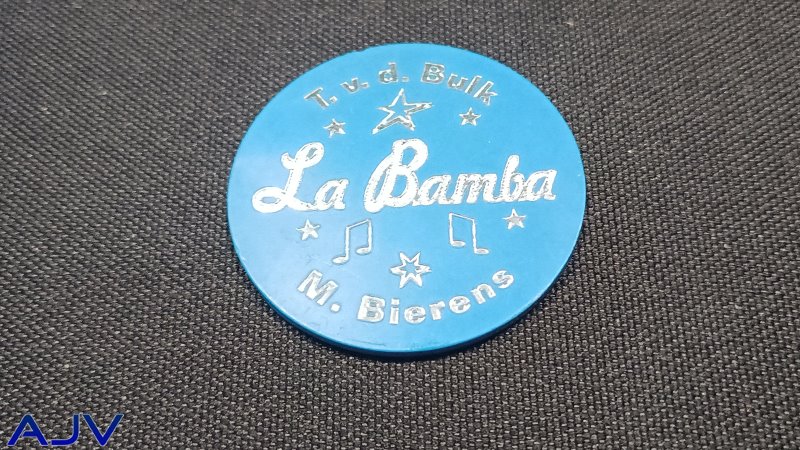 T. v. d. Bulk
La Bamba
M. Bierens
AJV